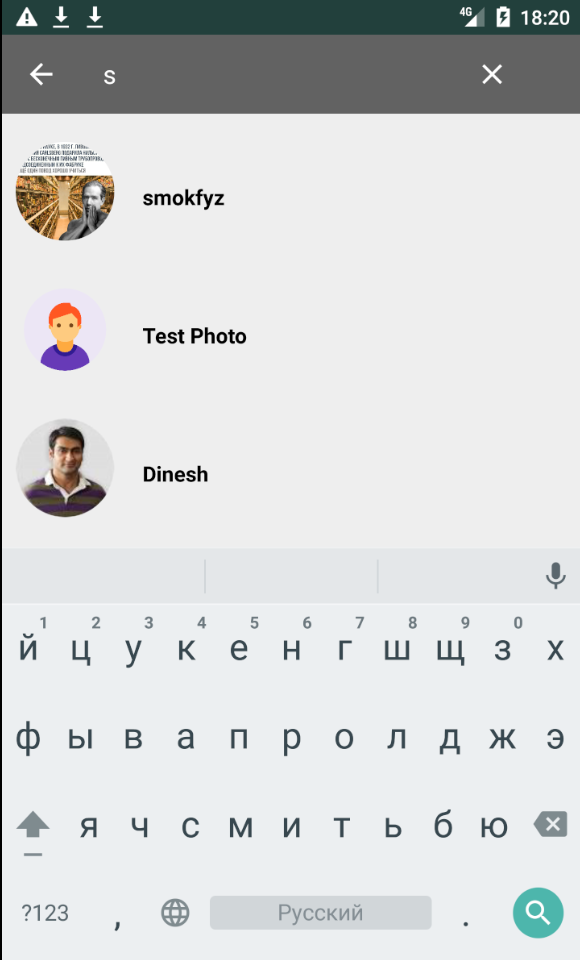 4G 18:20
s
smokfyz
Test Photo
Dinesh
1 2 3 4 5 6 7 8 9 0
й ц у к е н г ш щ з х
ф ы в а п р о л д ж э
я ч с м и т ь б ю
?123 , Русский .